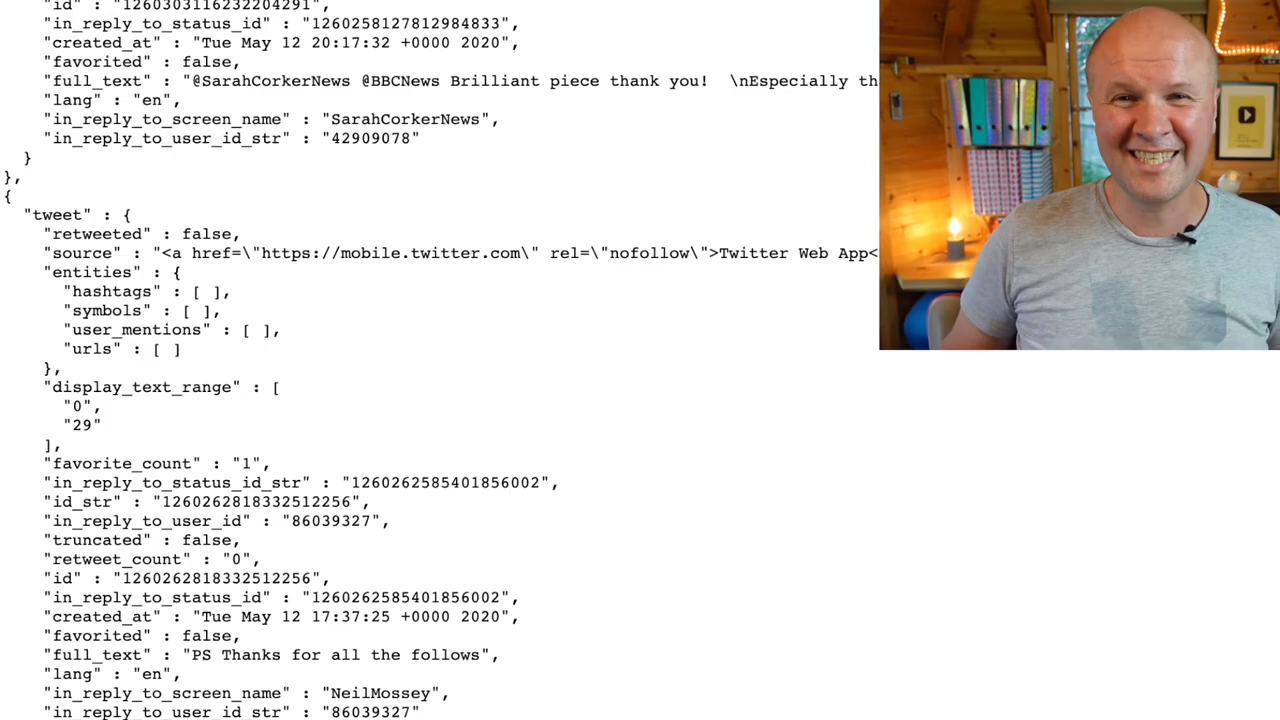 "id" : "1260303116232204291",
"in_reply_to_status_id" : "1260258127812984833",
"created_at" : "Tue May 12 20:17:32 +0000 2020",
"favorited" : false,
"full_text" : "@SarahCorkerNews @BBCNews Brilliant piece thank you!  \nEspecially
"lang" : "en",
"in_reply_to_screen_name" : "SarahCorkerNews",
"in_reply_to_user_id_str" : "42909078"
}
},
{
"tweet" : {
"retweeted" : false,
"source" : "<a href=\"https://mobile.twitter.com\" rel=\"nofollow\">Twitter Web App<
"entities" : {
"hashtags" : [ ],
"symbols" : [ ],
"user_mentions" : [ ],
"urls" : [ ]
},
"display_text_range" : [
"0",
"29"
],
"favorite_count" : "1",
"in_reply_to_status_id_str" : "1260262585401856002",
"id_str" : "1260262818332512256",
"in_reply_to_user_id" : "86039327",
"truncated" : false,
"retweet_count" : "0",
"id" : "1260262818332512256",
"in_reply_to_status_id" : "1260262585401856002",
"created_at" : "Tue May 12 17:37:25 +0000 2020",
"favorited" : false,
"full_text" : "PS Thanks for all the follows",
"lang" : "en",
"in_reply_to_screen_name" : "NeilMossey",
"in_reply_to_user_id_str" : "86039327"